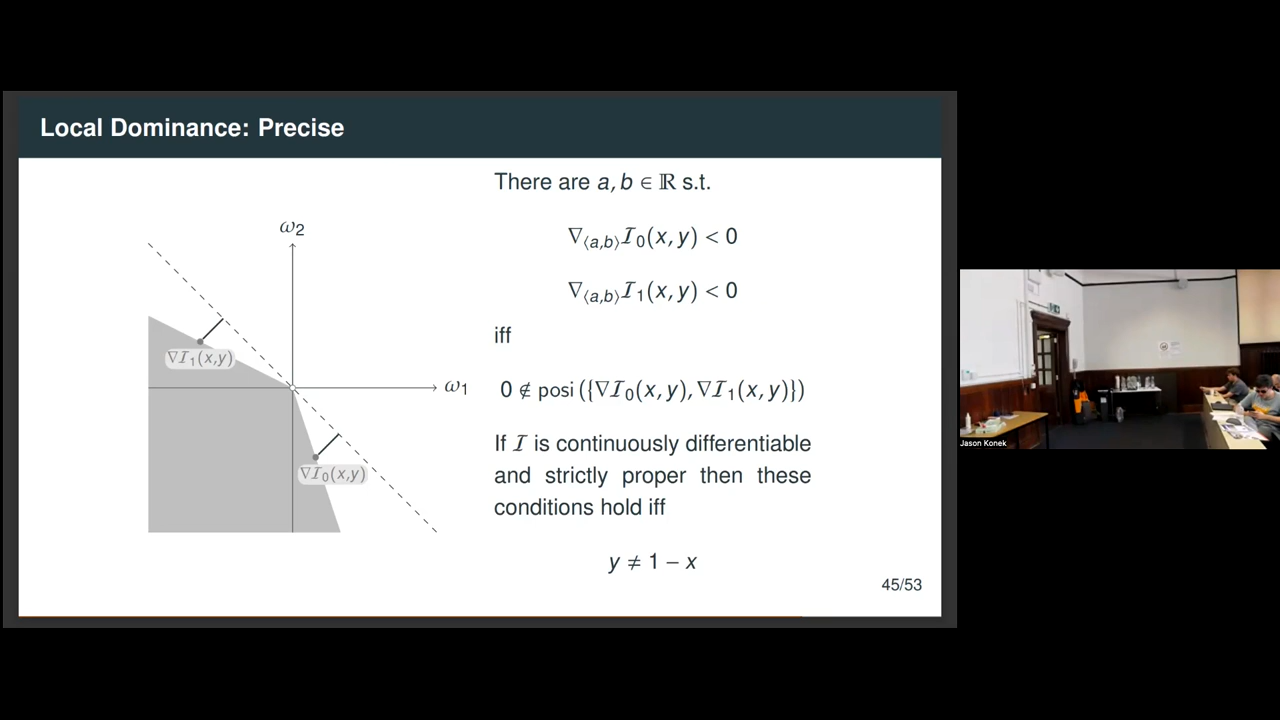 Local Dominance: Precise
There are a, b ∈ ℝ s.t.
∇⟨a,b⟩ℐ₀(x, y) < 0
∇⟨a,b⟩ℐ₁(x, y) < 0
iff
0 ∉ posi ({∇ℐ₀(x, y), ∇ℐ₁(x, y)})
If ℐ is continuously differentiable
and strictly proper then these
conditions hold iff
y ≠ 1 − x
ω₂
ω₁
∇ℐ₁(x,y)
∇ℐ₀(x,y)
45/53
Jason Konek